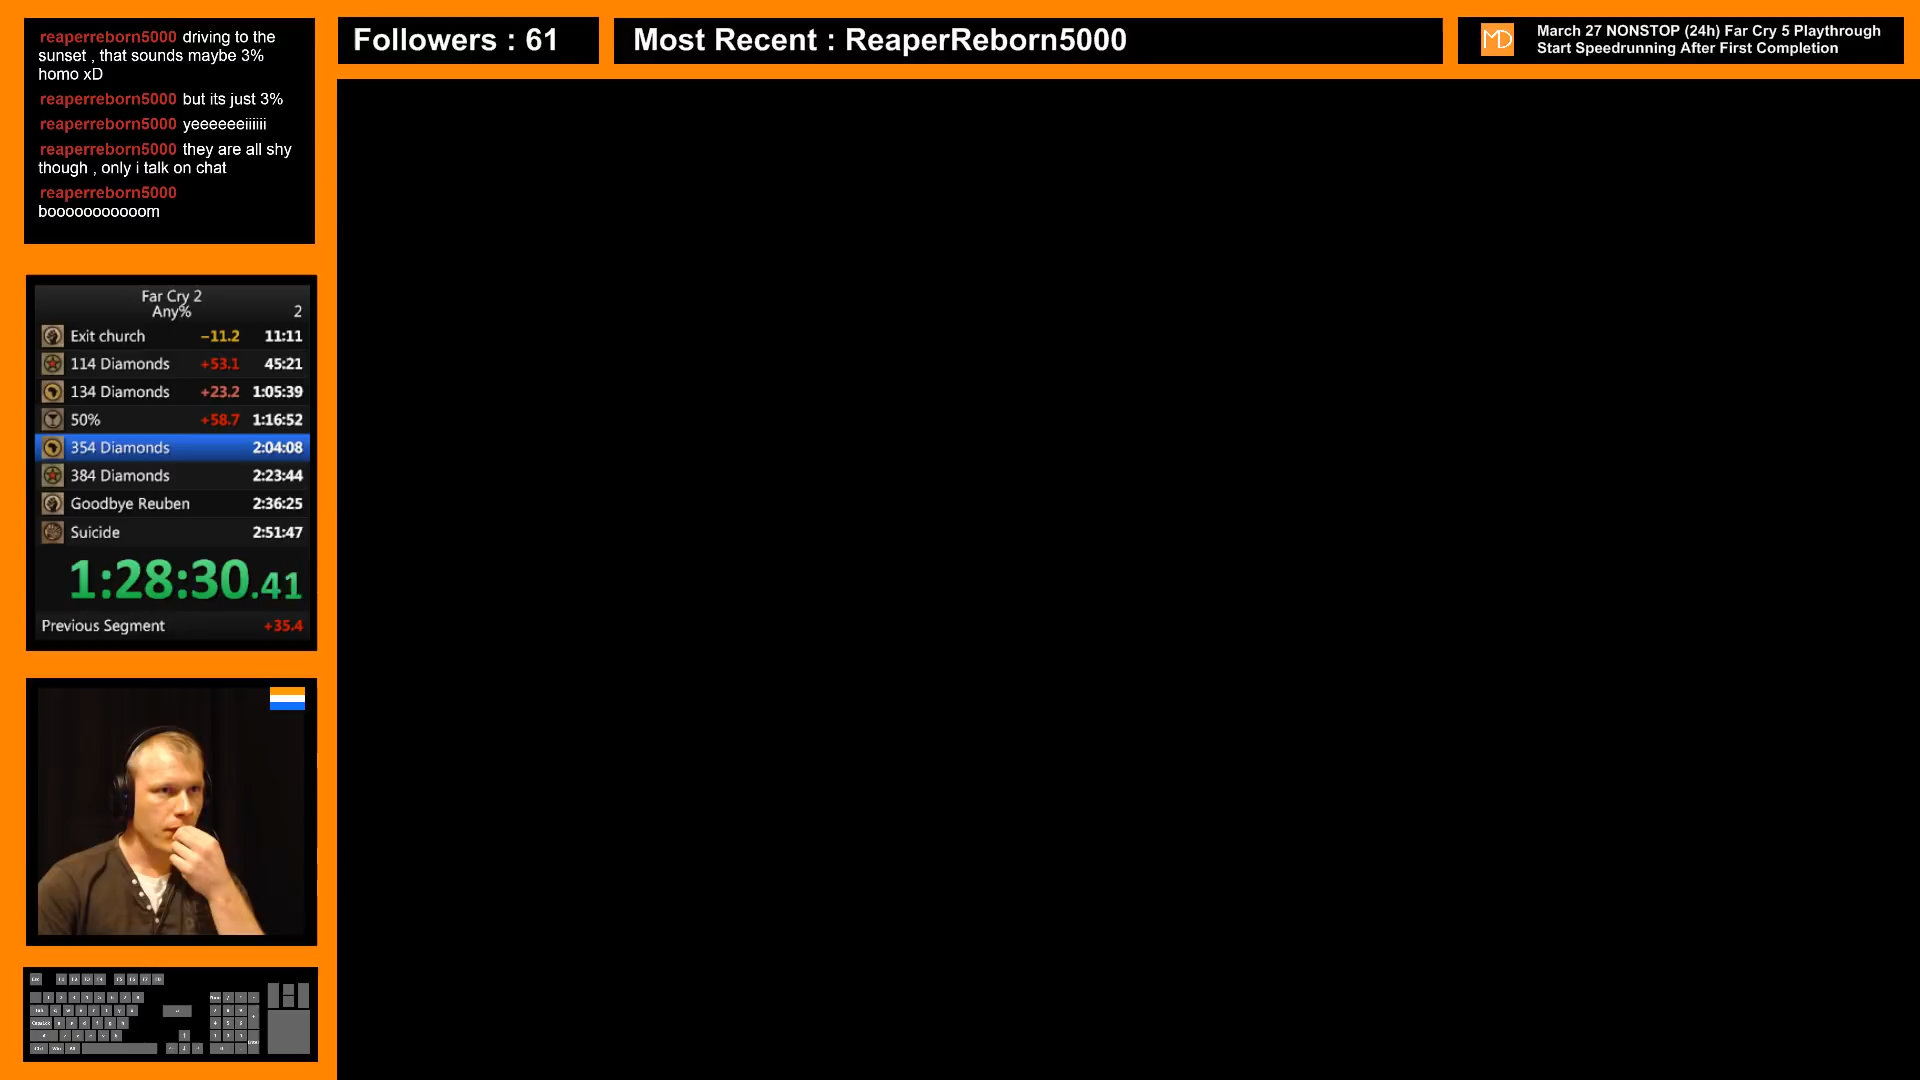 reaperreborn5000 driving to the
sunset , that sounds maybe 3%
homo xD
reaperreborn5000 but its just 3%
reaperreborn5000 yeeeeeeiiiiii
reaperreborn5000 they are all shy
though , only i talk on chat
reaperreborn5000
booooooooooom
Followers : 61
Most Recent : ReaperReborn5000
MD
March 27 NONSTOP (24h) Far Cry 5 Playthrough
Start Speedrunning After First Completion
Far Cry 2
Any% 2
Exit church −11.2 11:11
114 Diamonds +53.1 45:21
134 Diamonds +23.2 1:05:39
50% +58.7 1:16:52
354 Diamonds 2:04:08
384 Diamonds 2:23:44
Goodbye Reuben 2:36:25
Suicide 2:51:47
1:28:30.41
Previous Segment +35.4